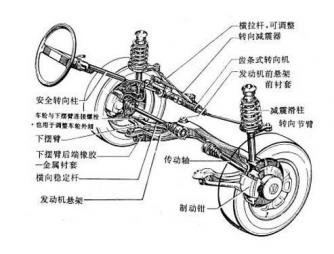 横拉杆,可调整
转向减震器
齿条式转向机
发动机前悬架
前衬套
安全转向柱
车轮与下摆臂连接螺栓
,也用于调整车轮外倾
下摆臂
下摆臂后端橡胶
一金属衬套
横向稳定杆
发动机悬架
减震滑柱
转向节臂
传动轴
制动钳